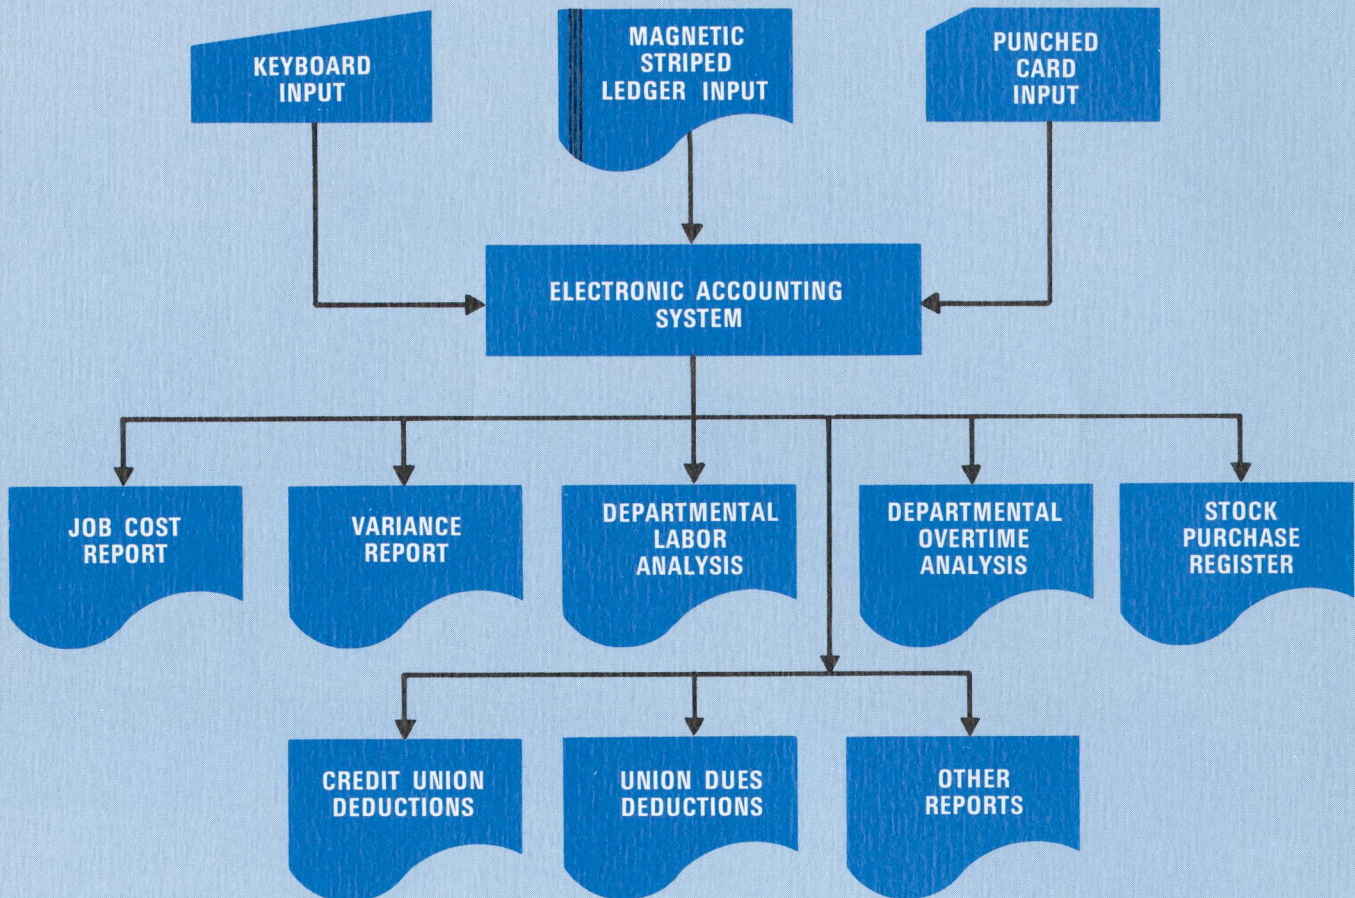 KEYBOARD
INPUT
MAGNETIC
STRIPED
LEDGER INPUT
PUNCHED
CARD
INPUT
ELECTRONIC ACCOUNTING
SYSTEM
JOB COST
REPORT
VARIANCE
REPORT
DEPARTMENTAL
LABOR
ANALYSIS
DEPARTMENTAL
OVERTIME
ANALYSIS
STOCK
PURCHASE
REGISTER
CREDIT UNION
DEDUCTIONS
UNION DUES
DEDUCTIONS
OTHER
REPORTS